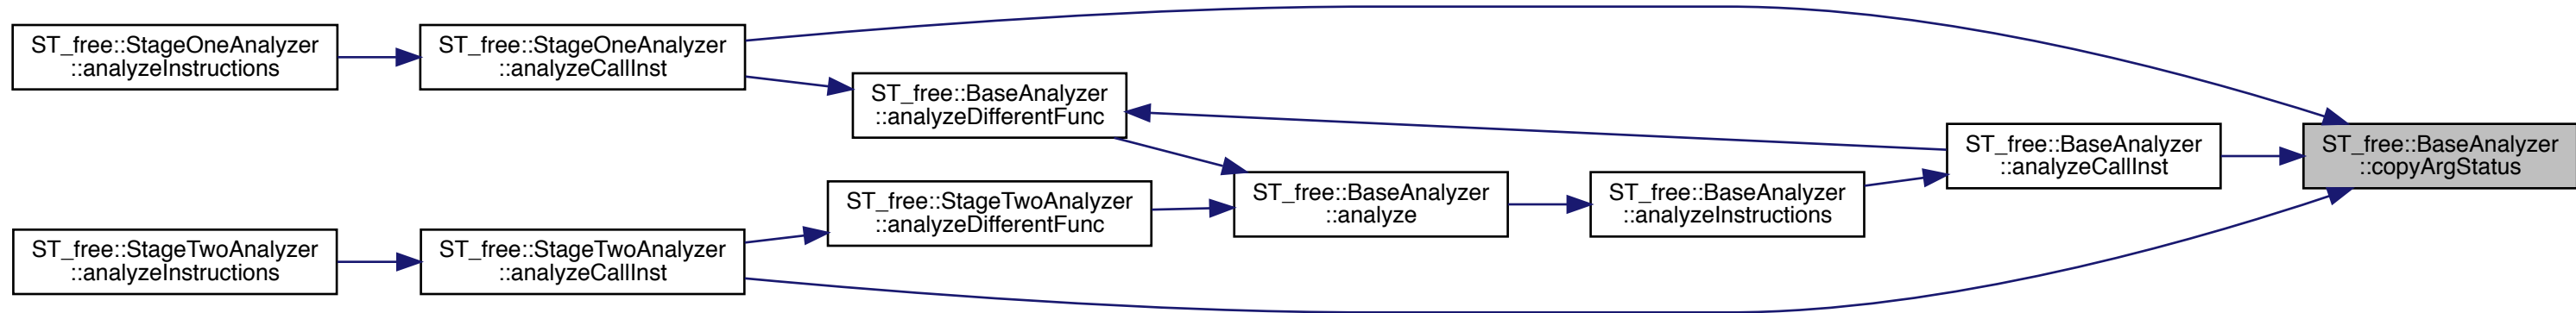 ST_free::StageOneAnalyzer
::analyzeInstructions
ST_free::StageOneAnalyzer
::analyzeCallInst
ST_free::BaseAnalyzer
::analyzeDifferentFunc
ST_free::BaseAnalyzer
::analyzeCallInst
ST_free::BaseAnalyzer
::copyArgStatus
ST_free::StageTwoAnalyzer
::analyzeDifferentFunc
ST_free::BaseAnalyzer
::analyze
ST_free::BaseAnalyzer
::analyzeInstructions
ST_free::StageTwoAnalyzer
::analyzeInstructions
ST_free::StageTwoAnalyzer
::analyzeCallInst